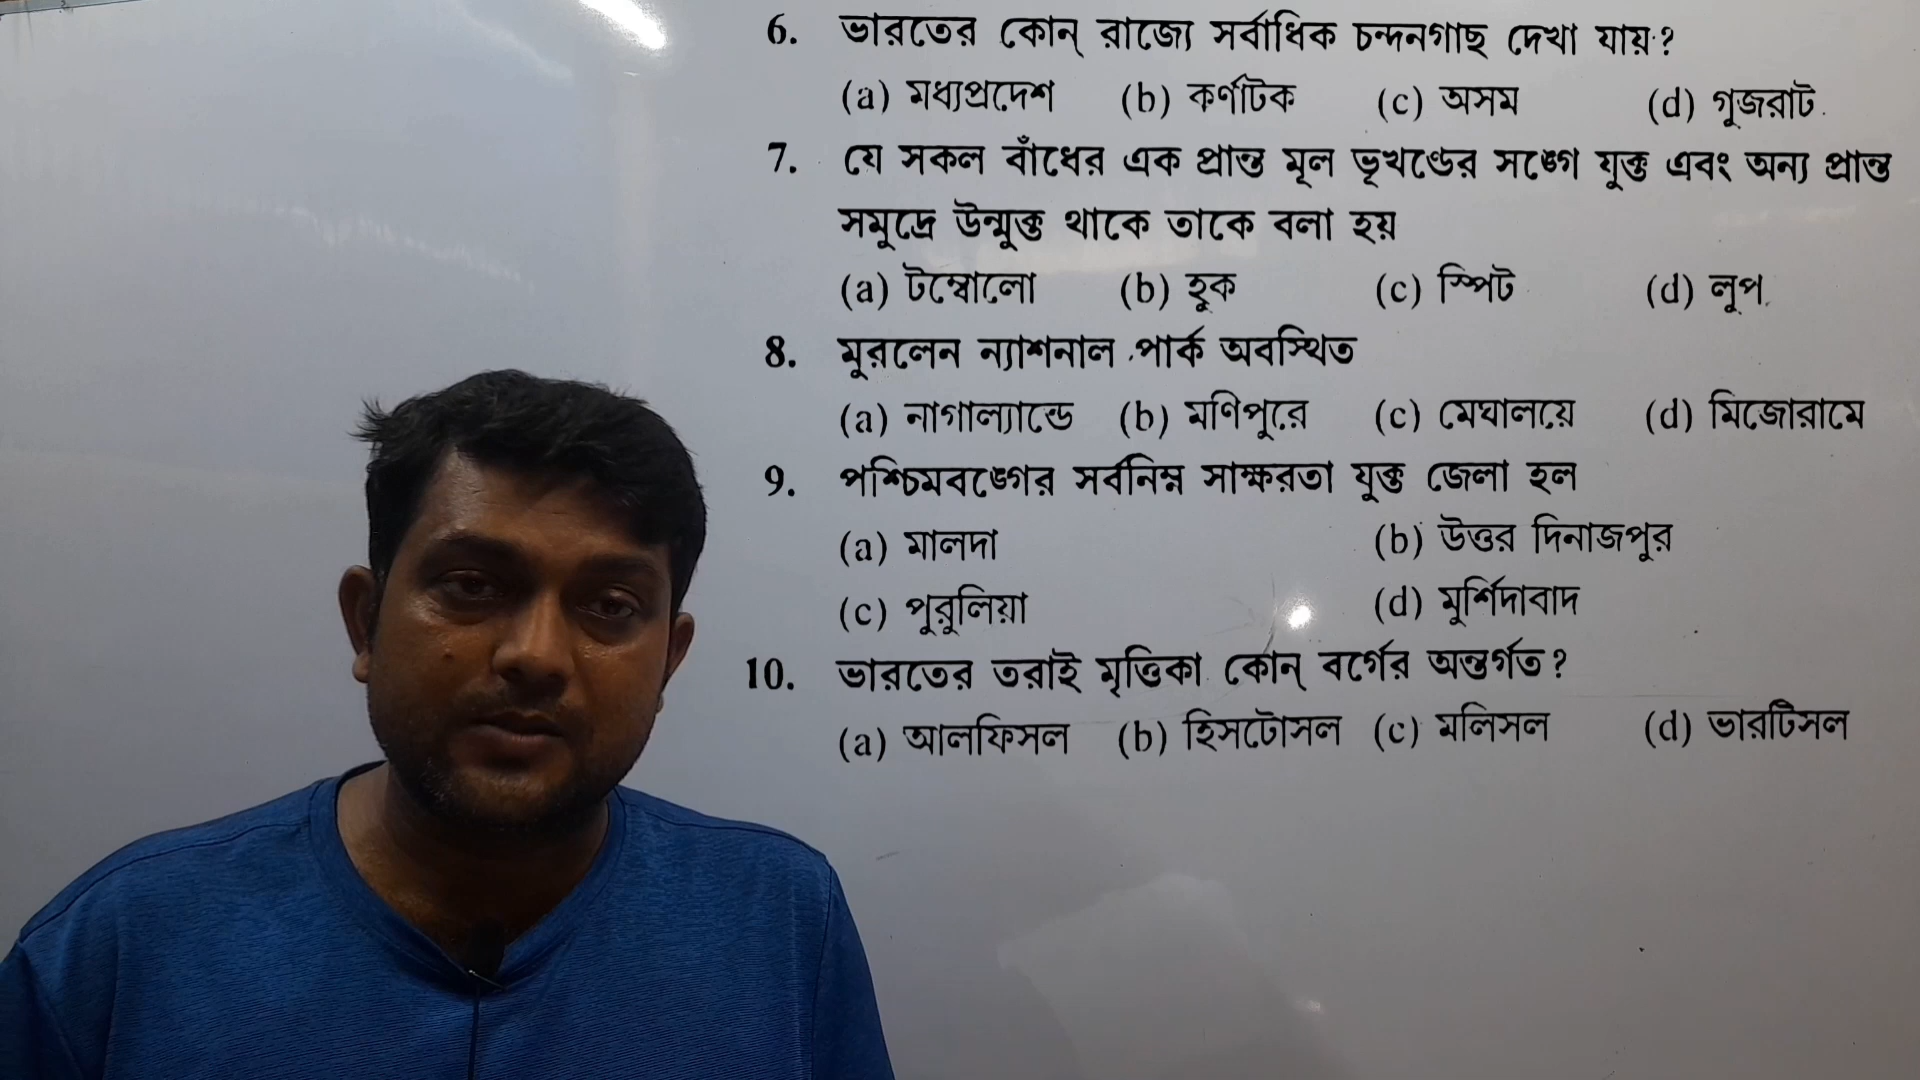 6. ভারতের কোন্ রাজ্যে সর্বাধিক চন্দনগাছ দেখা যায়?
(a) মধ্যপ্রদেশ (b) কর্ণাটক (c) অসম (d) গুজরাট
7. যে সকল বাঁধের এক প্রান্ত মূল ভূখণ্ডের সঙ্গে যুক্ত এবং অন্য প্রান্ত
সমুদ্রে উন্মুক্ত থাকে তাকে বলা হয়
(a) টম্বোলো (b) হুক (c) স্পিট (d) লুপ
8. মুরলেন ন্যাশনাল পার্ক অবস্থিত
(a) নাগাল্যান্ডে (b) মণিপুরে (c) মেঘালয়ে (d) মিজোরামে
9. পশ্চিমবঙ্গের সর্বনিম্ন সাক্ষরতা যুক্ত জেলা হল
(a) মালদা (b) উত্তর দিনাজপুর
(c) পুরুলিয়া (d) মুর্শিদাবাদ
10. ভারতের তরাই মৃত্তিকা কোন্ বর্গের অন্তর্গত?
(a) আলফিসল (b) হিসটোসল (c) মলিসল (d) ভারটিসল